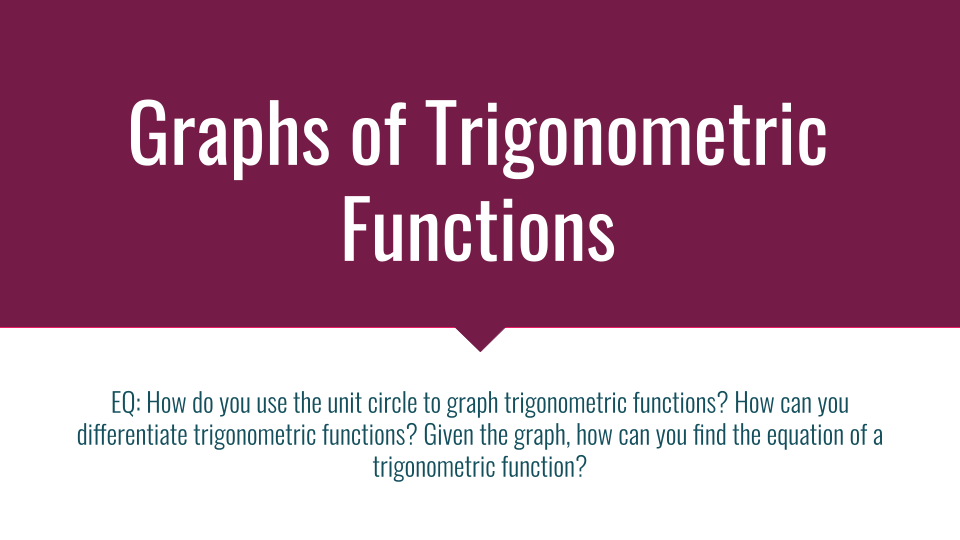 Graphs of Trigonometric
Functions
EQ: How do you use the unit circle to graph trigonometric functions? How can you
differentiate trigonometric functions? Given the graph, how can you find the equation of a
trigonometric function?